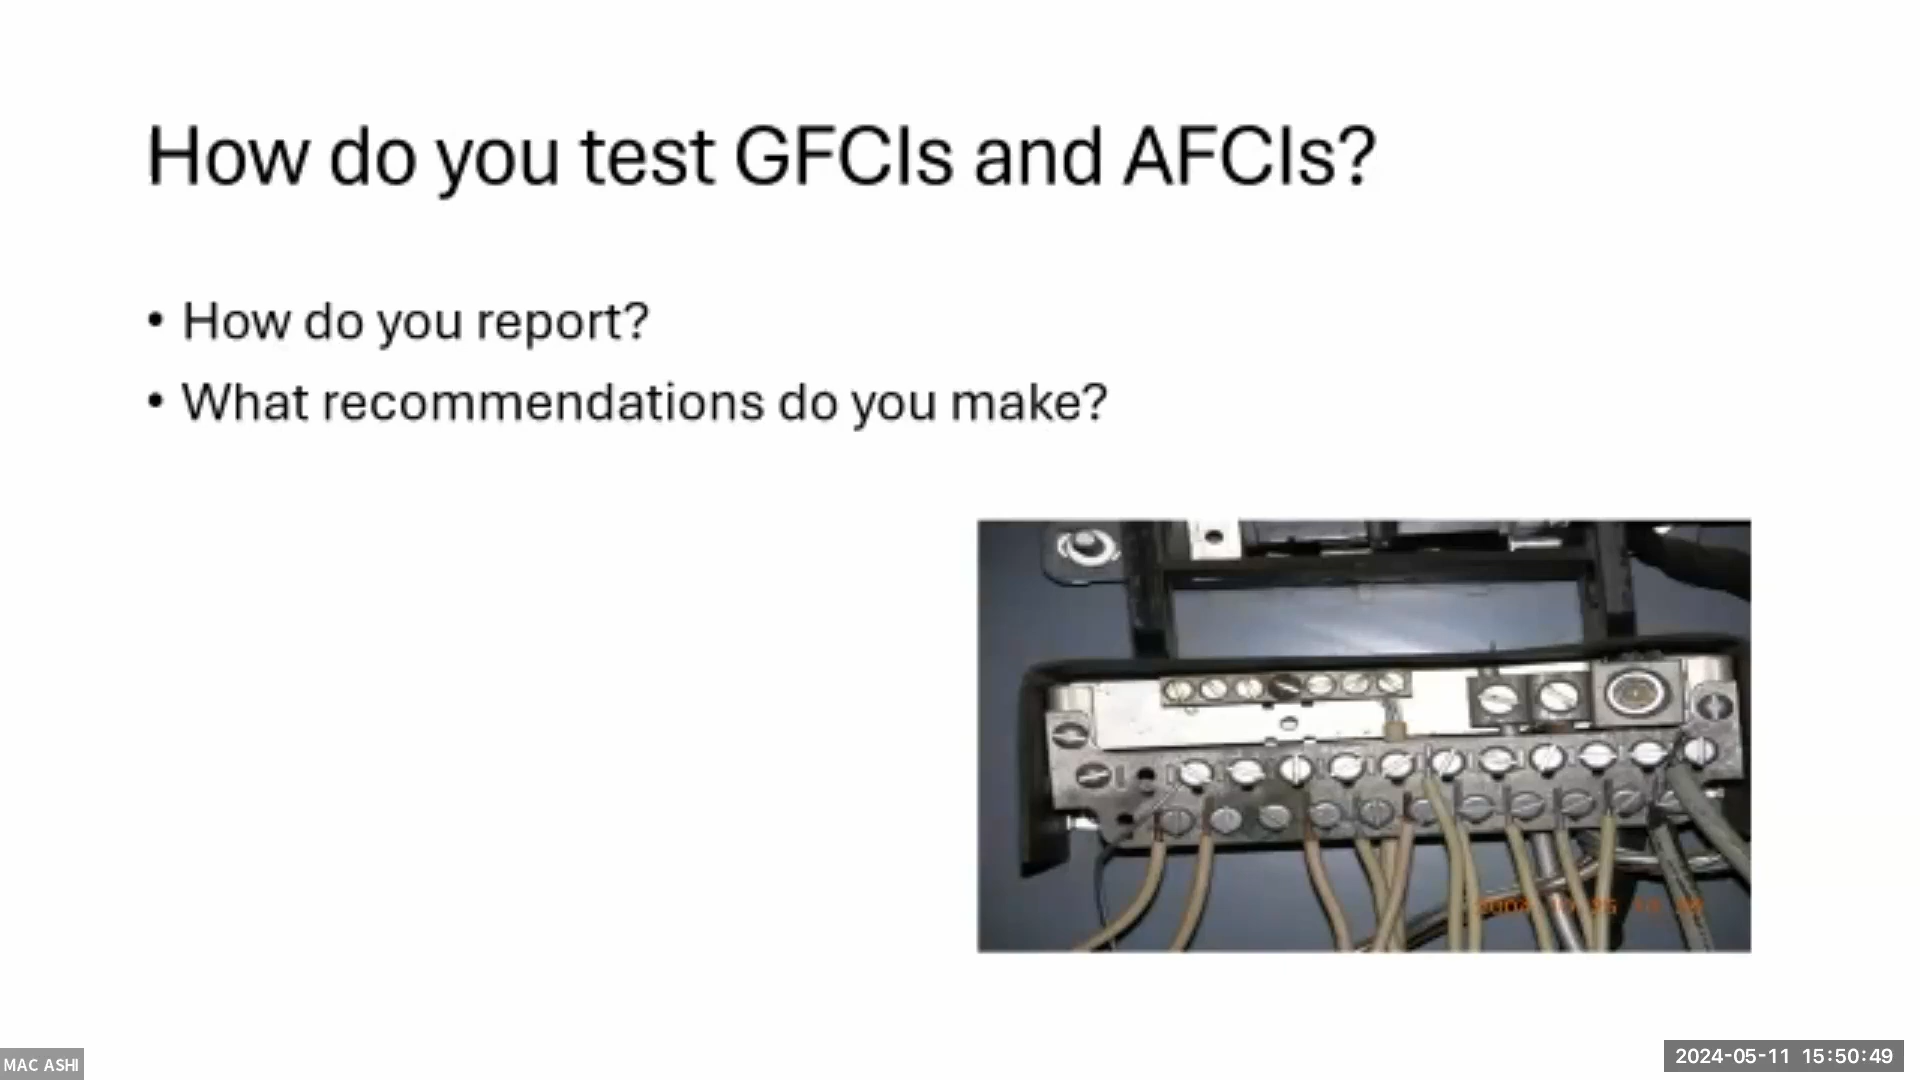 How do you test GFCIs and AFCIs?
• How do you report?
• What recommendations do you make?
MAC ASHI
2024-05-11 15:50:49